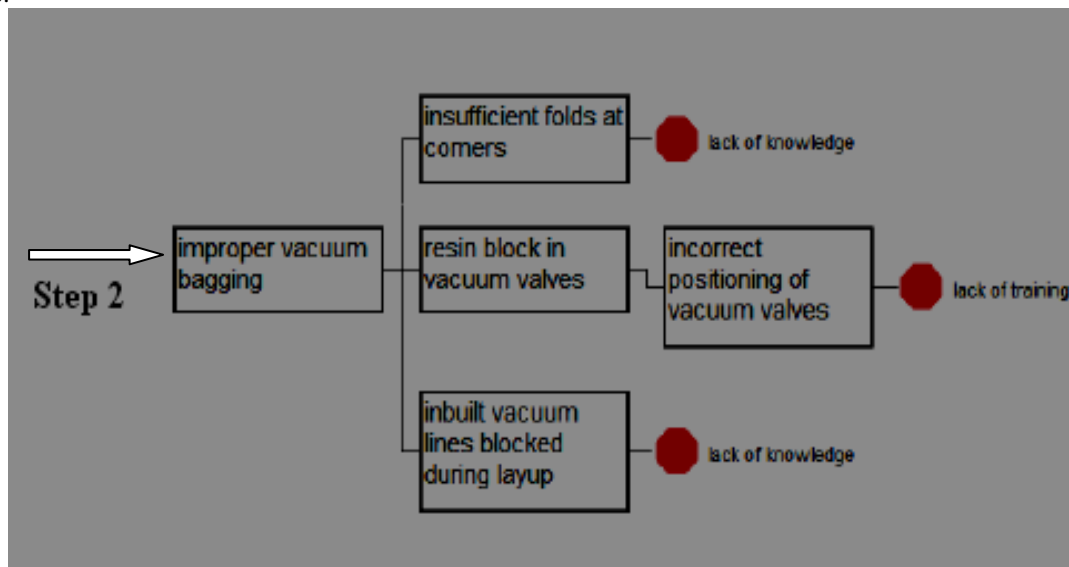 insufficient folds at
corners
lack of knowledge
Step 2
improper vacuum
bagging
resin block in
vacuum valves
incorrect
positioning of
vacuum valves
lack of training
inbuilt vacuum
lines blocked
during layup
lack of knowledge